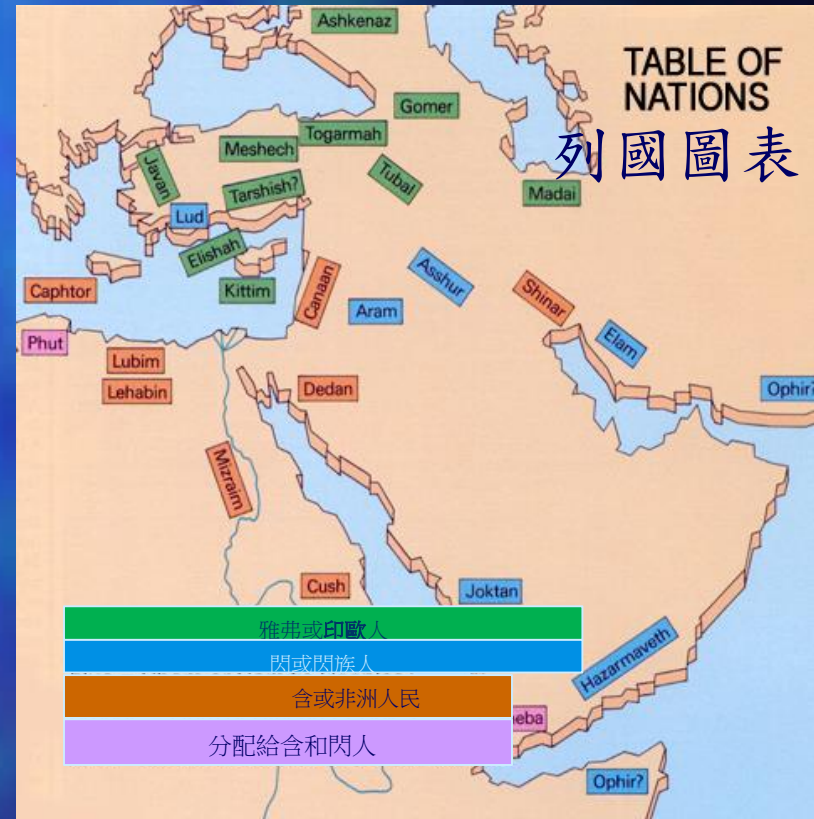 Ashkenaz
TABLE OF
NATIONS
列國圖表
Gomer
Togarmah
Meshech
Javan
Tarshish?
Tubal
Madai
Lud
Elishah
Asshur
Caphtor
Kittim
Canaan
Aram
Shinar
Elam
Phut
Lubim
Lehabin
Dedan
Ophir?
Mizraim
Cush
Joktan
雅弗或印歐人
閃或閃族人
Hazarmaveth
含或非洲人民
eba
分配給含和閃人
Ophir?